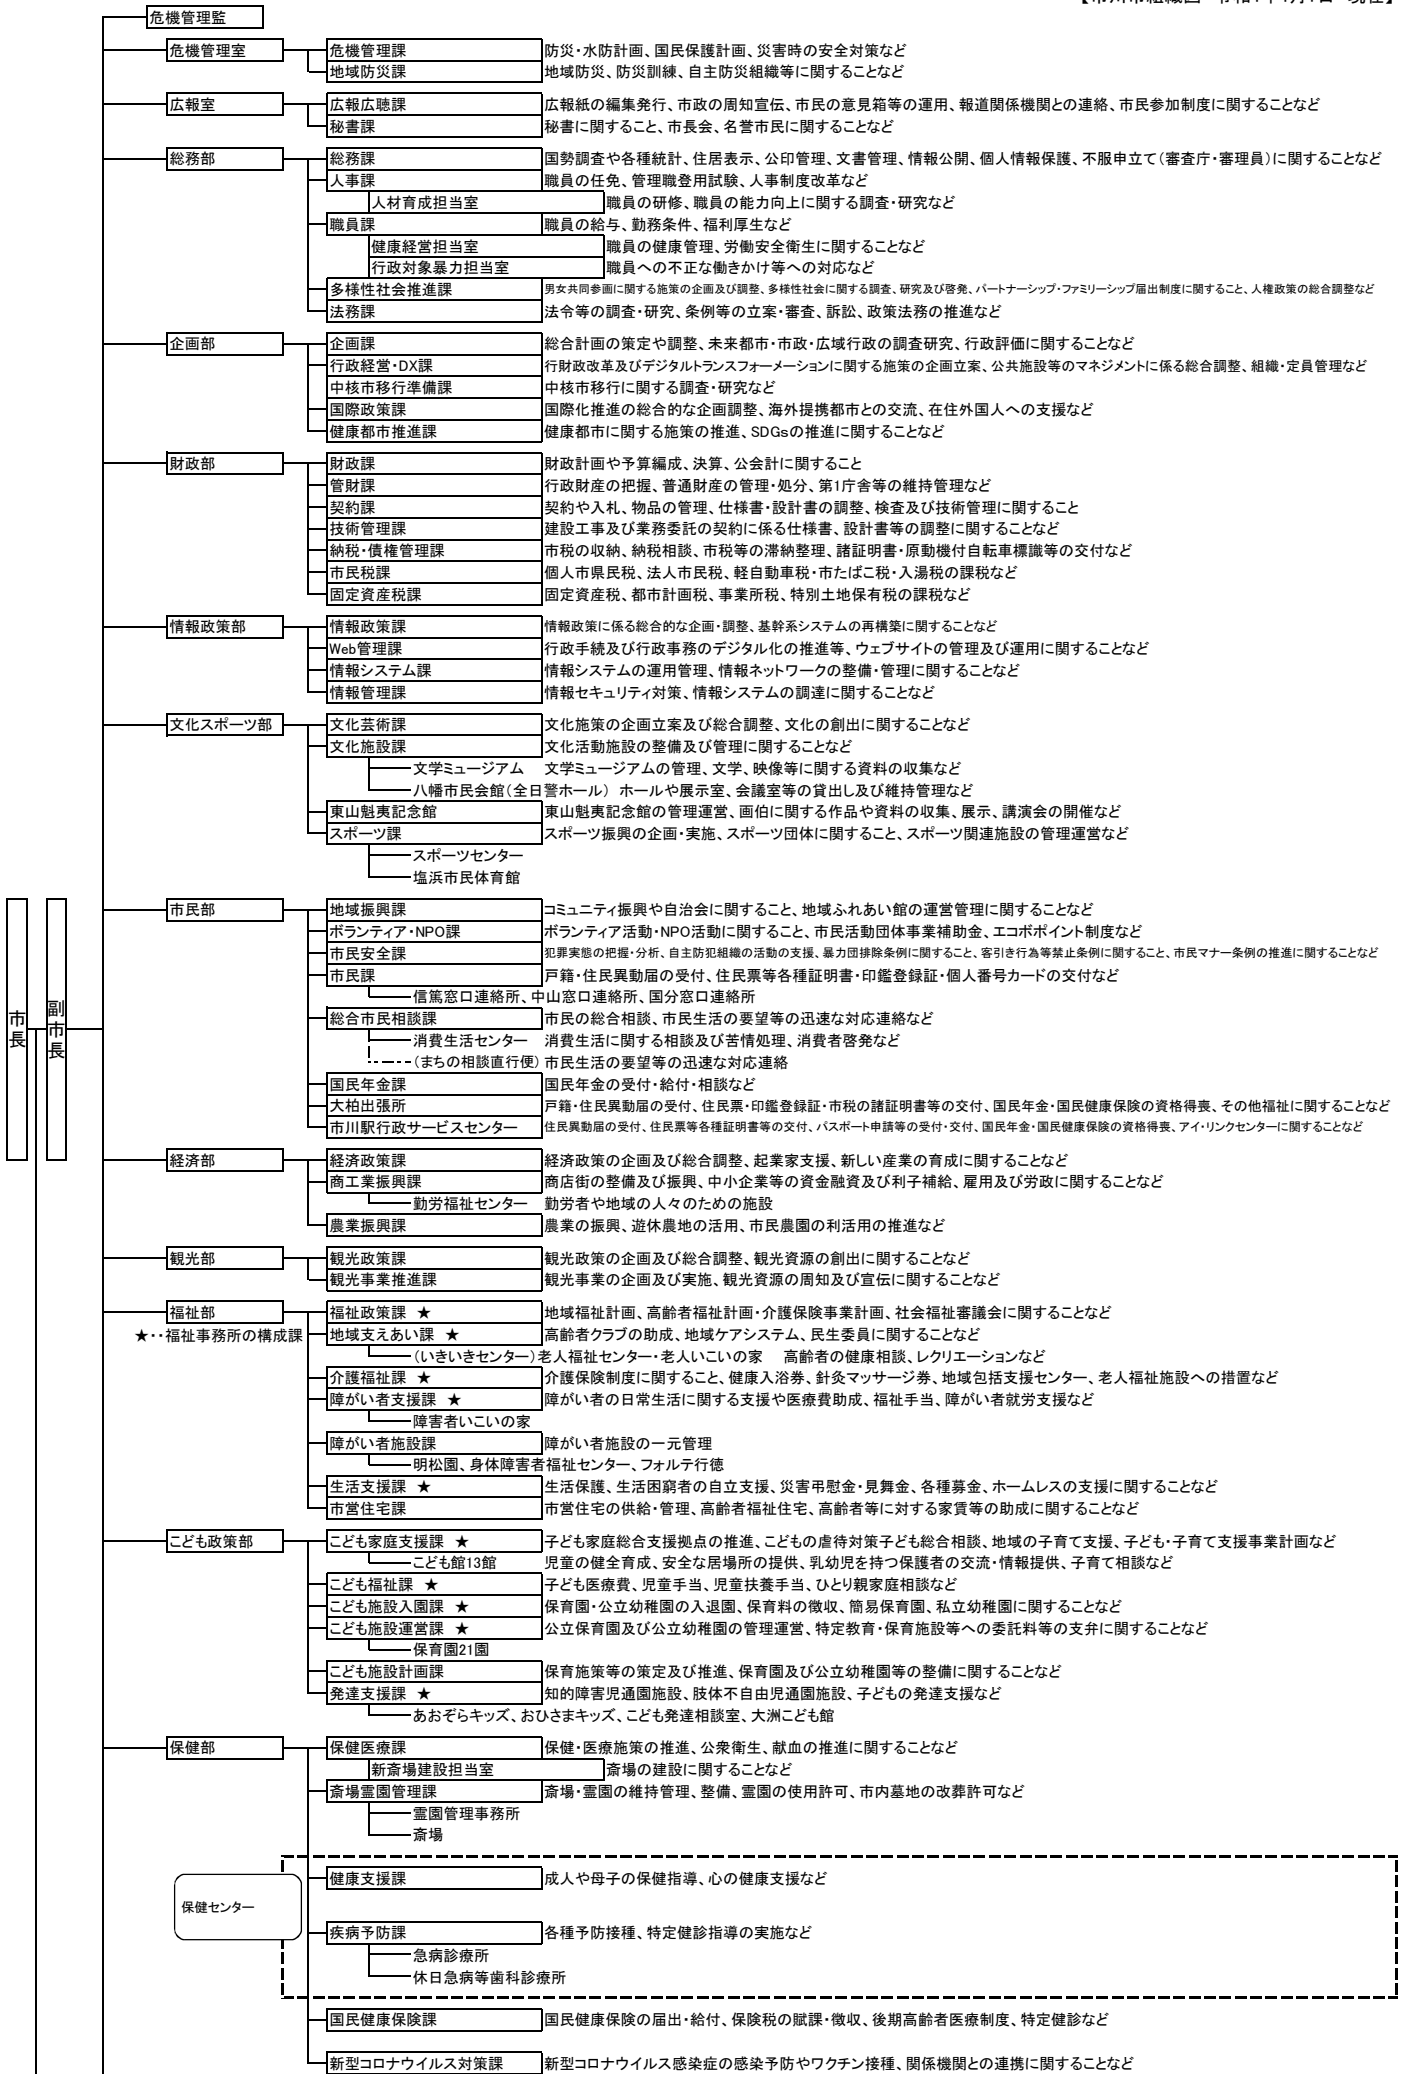 危機管理監
危機管理室 危機管理課 防災・水防計画、国民保護計画、災害時の安全対策など
地域防災課 地域防災、防災訓練、自主防災組織等に関することなど
広報室 広報広聴課 広報紙の編集発行、市政の周知宣伝、市民の意見箱等の運用、報道関係機関との連絡、市民参加制度に関することなど
秘書課 秘書に関すること、市長会、名誉市民に関することなど
総務部 総務課 国勢調査や各種統計、住居表示、公印管理、文書管理、情報公開、個人情報保護、不服申立て(審査庁・審理員)に関することなど
人事課 職員の任免、管理職登用試験、人事制度改革など
人材育成担当室 職員の研修、職員の能力向上に関する調査・研究など
職員課 職員の給与、勤務条件、福利厚生など
健康経営担当室 職員の健康管理、労働安全衛生に関することなど
行政対象暴力担当室 職員への不正な働きかけ等への対応など
多様性社会推進課 男女共同参画に関する施策の企画及び調整、多様性社会に関する調査、研究及び啓発、パートナーシップ・ファミリーシップ届出制度に関すること、人権政策の総合調整など
法務課 法令等の調査・研究、条例等の立案・審査、訴訟、政策法務の推進など
企画部 企画課 総合計画の策定や調整、未来都市・市政・広域行政の調査研究、行政評価に関することなど
行政経営・DX課 行財政改革及びデジタルトランスフォーメーションに関する施策の企画立案、公共施設等のマネジメントに係る総合調整、組織・定員管理など
中核市移行準備課 中核市移行に関する調査・研究など
国際政策課 国際化推進の総合的な企画調整、海外提携都市との交流、在住外国人への支援など
健康都市推進課 健康都市に関する施策の推進、SDGsの推進に関することなど
財政部 財政課 財政計画や予算編成、決算、公会計に関すること
管財課 行政財産の把握、普通財産の管理・処分、第1庁舎等の維持管理など
契約課 契約や入札、物品の管理、仕様書・設計書の調整、検査及び技術管理に関すること
技術管理課 建設工事及び業務委託の契約に係る仕様書、設計書等の調整に関することなど
納税・債権管理課 市税の収納、納税相談、市税等の滞納整理、諸証明書・原動機付自転車標識等の交付など
市民税課 個人市県民税、法人市民税、軽自動車税・市たばこ税・入湯税の課税など
固定資産税課 固定資産税、都市計画税、事業所税、特別土地保有税の課税など
情報政策部 情報政策課 情報政策に係る総合的な企画・調整、基幹系システムの再構築に関することなど
Web管理課 行政手続及び行政事務のデジタル化の推進等、ウェブサイトの管理及び運用に関することなど
情報システム課 情報システムの運用管理、情報ネットワークの整備・管理に関することなど
情報管理課 情報セキュリティ対策、情報システムの調達に関することなど
文化スポーツ部 文化芸術課 文化施策の企画立案及び総合調整、文化の創出に関することなど
文化施設課 文化活動施設の整備及び管理に関することなど
文学ミュージアム 文学ミュージアムの管理、文学、映像等に関する資料の収集など
八幡市民会館(全日警ホール) ホールや展示室、会議室等の貸出し及び維持管理など
東山魁夷記念館 東山魁夷記念館の管理運営、画伯に関する作品や資料の収集、展示、講演会の開催など
スポーツ課 スポーツ振興の企画・実施、スポーツ団体に関すること、スポーツ関連施設の管理運営など
スポーツセンター
塩浜市民体育館
市民部 地域振興課 コミュニティ振興や自治会に関すること、地域ふれあい館の運営管理に関することなど
ボランティア・NPO課 ボランティア活動・NPO活動に関すること、市民活動団体事業補助金、エコボポイント制度など
市民安全課 犯罪実態の把握・分析、自主防犯組織の活動の支援、暴力団排除条例に関すること、客引き行為等禁止条例に関すること、市民マナー条例の推進に関することなど
市民課 戸籍・住民異動届の受付、住民票等各種証明書・印鑑登録証・個人番号カードの交付など
信篤窓口連絡所、中山窓口連絡所、国分窓口連絡所
市長
副市長
総合市民相談課 市民の総合相談、市民生活の要望等の迅速な対応連絡など
消費生活センター 消費生活に関する相談及び苦情処理、消費者啓発など
(まちの相談直行便) 市民生活の要望等の迅速な対応連絡
国民年金課 国民年金の受付・給付・相談など
大柏出張所 戸籍・住民異動届の受付、住民票・印鑑登録証・市税の諸証明書等の交付、国民年金・国民健康保険の資格得喪、その他福祉に関することなど
市川駅行政サービスセンター 住民異動届の受付、住民票等各種証明書等の交付、パスポート申請等の受付・交付、国民年金・国民健康保険の資格得喪、アイ・リンクセンターに関することなど
経済部 経済政策課 経済政策の企画及び総合調整、起業家支援、新しい産業の育成に関することなど
商工業振興課 商店街の整備及び振興、中小企業等の資金融資及び利子補給、雇用及び労政に関することなど
勤労福祉センター 勤労者や地域の人々のための施設
農業振興課 農業の振興、遊休農地の活用、市民農園の利活用の推進など
観光部 観光政策課 観光政策の企画及び総合調整、観光資源の創出に関することなど
観光事業推進課 観光事業の企画及び実施、観光資源の周知及び宣伝に関することなど
福祉部 福祉政策課 ★ 地域福祉計画、高齢者福祉計画・介護保険事業計画、社会福祉審議会に関することなど
★・・福祉事務所の構成課 地域支えあい課 ★ 高齢者クラブの助成、地域ケアシステム、民生委員に関することなど
(いきいきセンター)老人福祉センター・老人いこいの家 高齢者の健康相談、レクリエーションなど
介護福祉課 ★ 介護保険制度に関すること、健康入浴券、針灸マッサージ券、地域包括支援センター、老人福祉施設への措置など
障がい者支援課 ★ 障がい者の日常生活に関する支援や医療費助成、福祉手当、障がい者就労支援など
障害者いこいの家
障がい者施設課 障がい者施設の一元管理
明松園、身体障害者福祉センター、フォルテ行徳
生活支援課 ★ 生活保護、生活困窮者の自立支援、災害弔慰金・見舞金、各種募金、ホームレスの支援に関することなど
市営住宅課 市営住宅の供給・管理、高齢者福祉住宅、高齢者等に対する家賃等の助成に関することなど
こども政策部 こども家庭支援課 ★ 子ども家庭総合支援拠点の推進、こどもの虐待対策子ども総合相談、地域の子育て支援、子ども・子育て支援事業計画など
こども館13館 児童の健全育成、安全な居場所の提供、乳幼児を持つ保護者の交流・情報提供、子育て相談など
こども福祉課 ★ 子ども医療費、児童手当、児童扶養手当、ひとり親家庭相談など
こども施設入園課 ★ 保育園・公立幼稚園の入退園、保育料の徴収、簡易保育園、私立幼稚園に関することなど
こども施設運営課 ★ 公立保育園及び公立幼稚園の管理運営、特定教育・保育施設等への委託料等の支弁に関することなど
保育園21園
こども施設計画課 保育施策等の策定及び推進、保育園及び公立幼稚園等の整備に関することなど
発達支援課 ★ 知的障害児通園施設、肢体不自由児通園施設、子どもの発達支援など
あおぞらキッズ、おひさまキッズ、こども発達相談室、大洲こども館
保健部 保健医療課 保健・医療施策の推進、公衆衛生、献血の推進に関することなど
新斎場建設担当室 斎場の建設に関することなど
斎場霊園管理課 斎場・霊園の維持管理、整備、霊園の使用許可、市内墓地の改葬許可など
霊園管理事務所
斎場
健康支援課 成人や母子の保健指導、心の健康支援など
保健センター
疾病予防課 各種予防接種、特定健診指導の実施など
急病診療所
休日急病等歯科診療所
国民健康保険課 国民健康保険の届出・給付、保険税の賦課・徴収、後期高齢者医療制度、特定健診など
新型コロナウイルス対策課 新型コロナウイルス感染症の感染予防やワクチン接種、関係機関との連携に関することなど